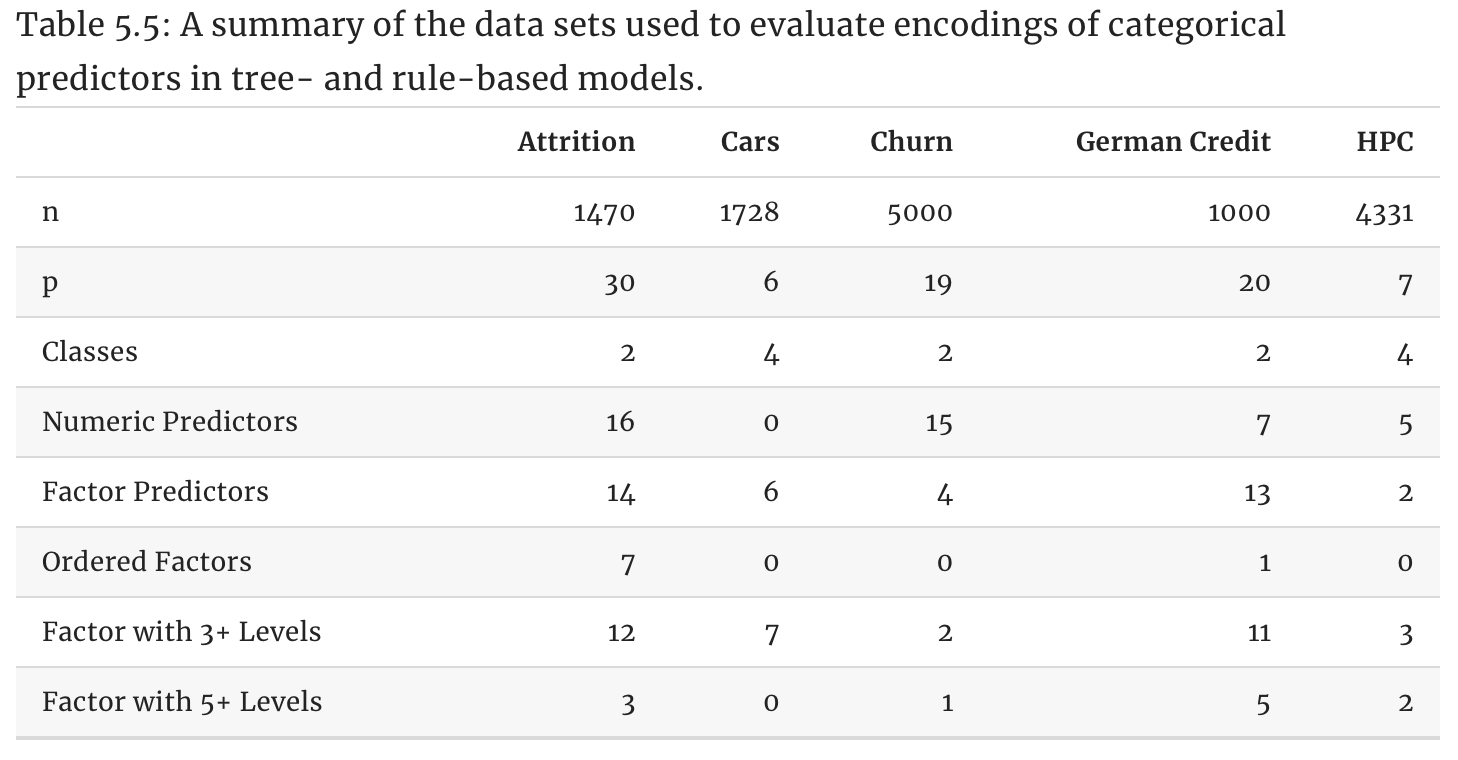 Table 5.5: A summary of the data sets used to evaluate encodings of categorical
predictors in tree- and rule-based models.
Attrition Cars Churn German Credit HPC
n 1470 1728 5000 1000 4331
p 30 6 19 20 7
Classes 2 4 2 2 4
Numeric Predictors 16 0 15 7 5
Factor Predictors 14 6 4 13 2
Ordered Factors 7 0 0 1 0
Factor with 3+ Levels 12 7 2 11 3
Factor with 5+ Levels 3 0 1 5 2